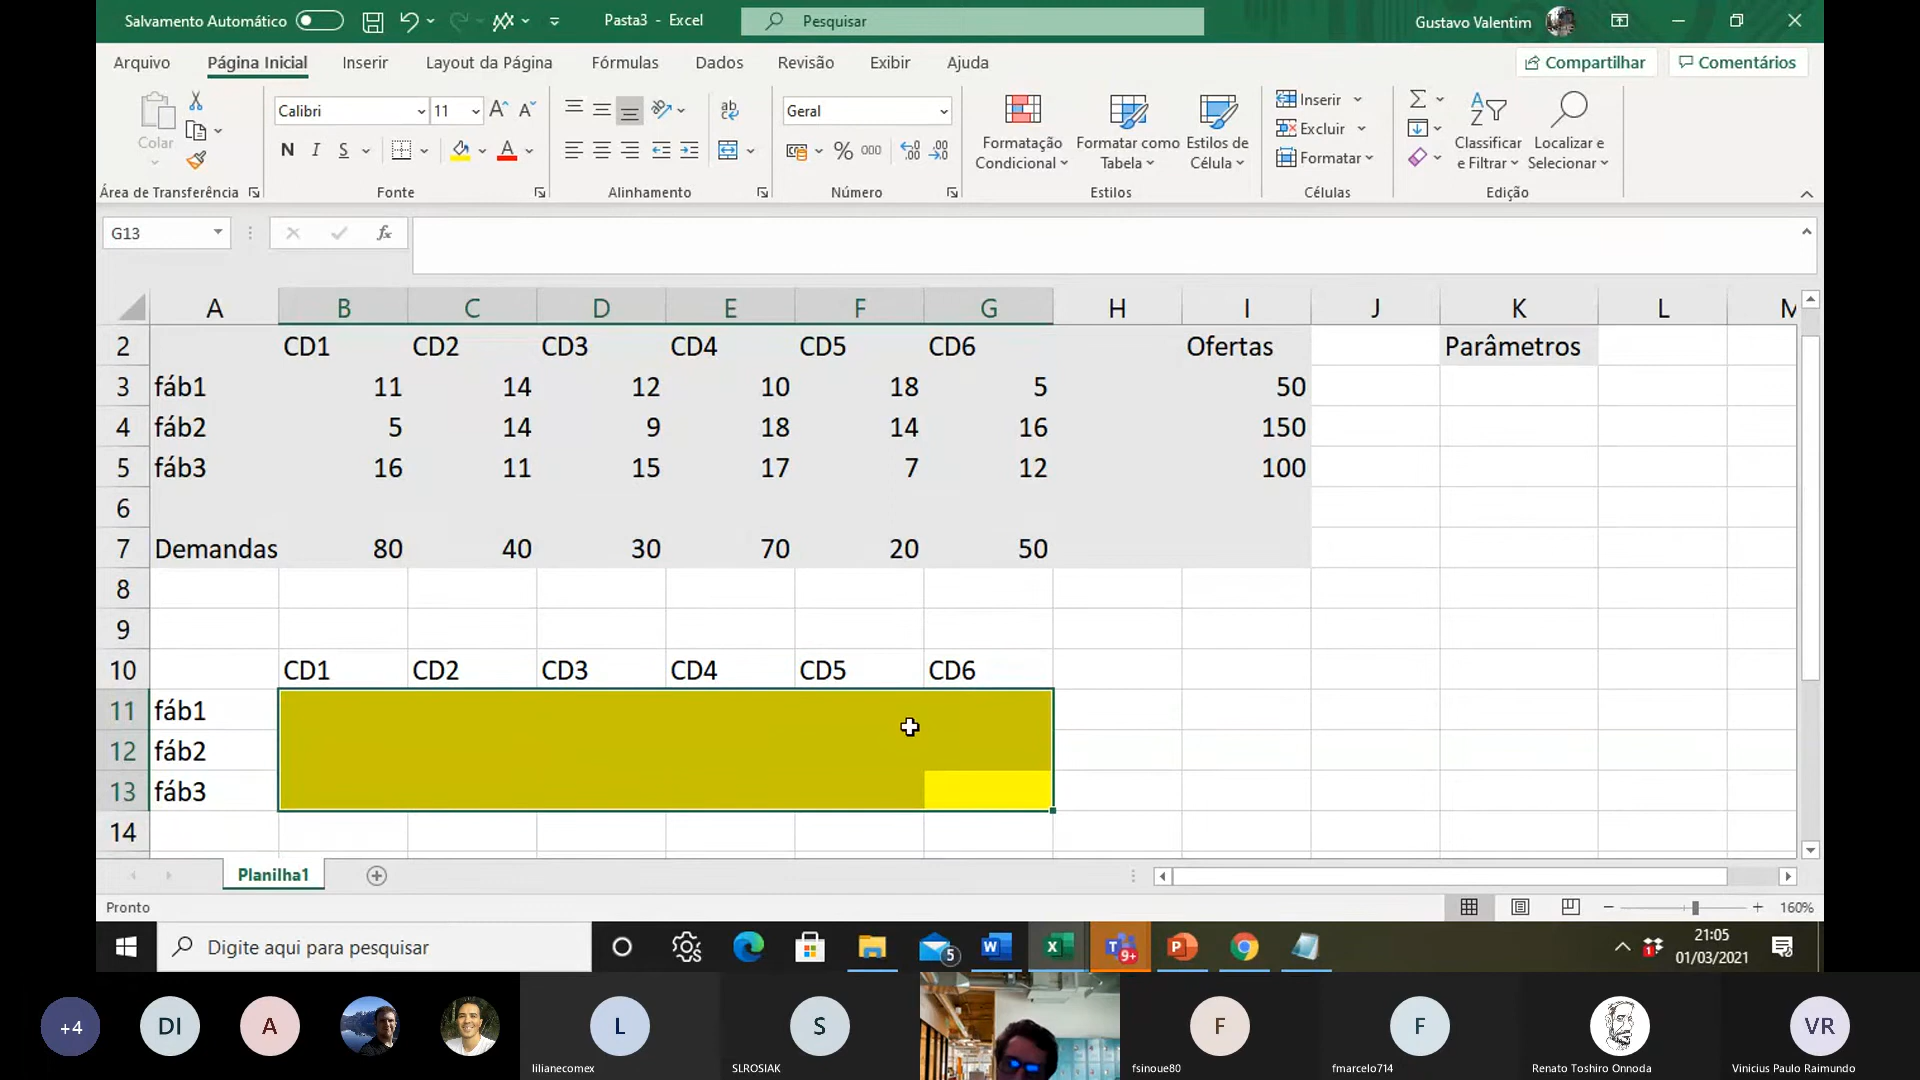 Salvamento Automático
Pasta3 - Excel
Pesquisar
Gustavo Valentim
Arquivo
Página Inicial
Inserir
Layout da Página
Fórmulas
Dados
Revisão
Exibir
Ajuda
Compartilhar
Comentários
Colar
Calibri
11
N I S
ab
Geral
% 000
Formatação Condicional
Formatar como Tabela
Estilos de Célula
Inserir
Excluir
Formatar
Classificar e Filtrar
Localizar e Selecionar
Área de Transferência
Fonte
Alinhamento
Número
Estilos
Células
Edição
G13
fx
A B C D E F G H I J K L M
2 CD1 CD2 CD3 CD4 CD5 CD6 Ofertas Parâmetros
3 fáb1 11 14 12 10 18 5 50
4 fáb2 5 14 9 18 14 16 150
5 fáb3 16 11 15 17 7 12 100
6
7 Demandas 80 40 30 70 20 50
8
9
10 CD1 CD2 CD3 CD4 CD5 CD6
11 fáb1
12 fáb2
13 fáb3
14
Planilha1
Pronto
160%
Digite aqui para pesquisar
5
9+
1
21:05
01/03/2021
+4
DI
A
L
lilianecomex
S
SLROSIAK
F
fsinoue80
F
fmarcelo714
Renato Toshiro Onnoda
VR
Vinicius Paulo Raimundo